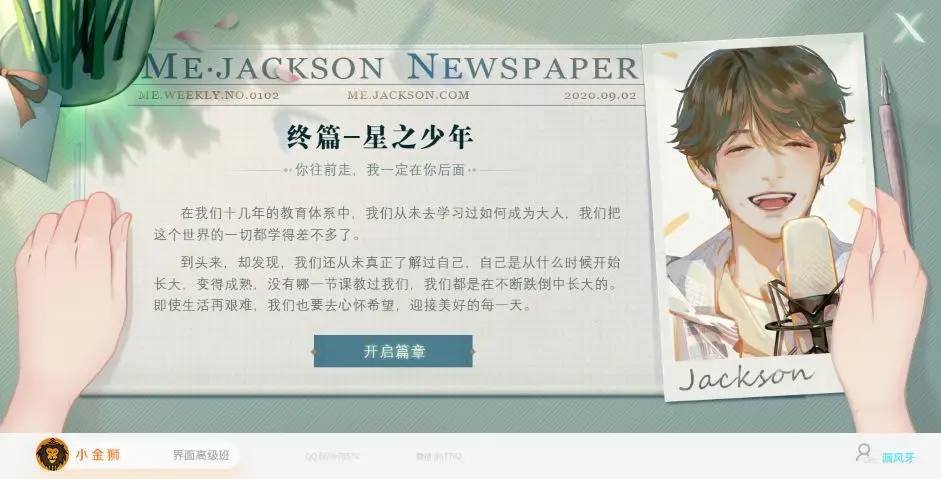 ME·JACKSON NEWSPAPER
ME.WEEKLY.NO.0102 ME.JACKSON.COM 2020.09.02
终篇-星之少年
你往前走，我一定在你后面
在我们十几年的教育体系中，我们从未去学习过如何成为大人，我们把
这个世界的一切都学得差不多了。
到头来，却发现，我们还从未真正了解过自己，自己是从什么时候开始
长大，变得成熟，没有哪一节课教过我们，我们都是在不断跌倒中长大的。
即使生活再艰难，我们也要去心怀希望，迎接美好的每一天。
开启篇章
Jackson
小金狮 界面高级班
漏风牙